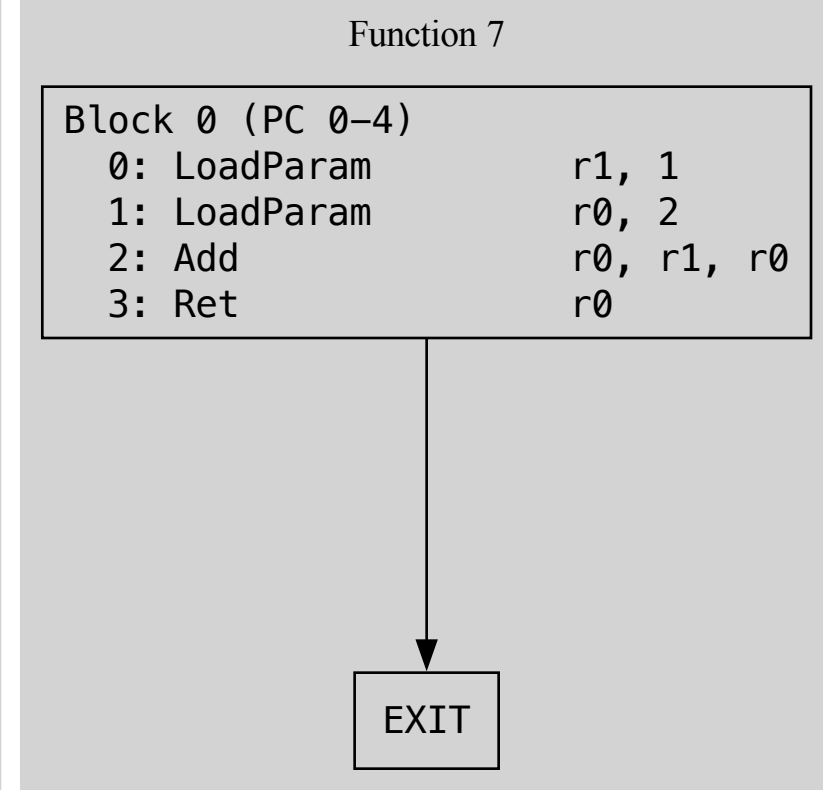 Function 7
Block 0 (PC 0–4)
0: LoadParam r1, 1
1: LoadParam r0, 2
2: Add r0, r1, r0
3: Ret r0
EXIT